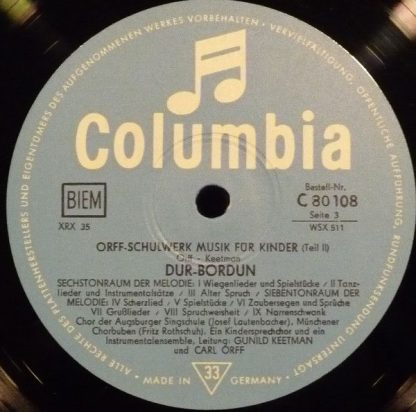 ALLE RECHTE DES PLATTENHERSTELLERS UND EIGENTÜMERS DES AUFGENOMMENEN WERKES VORBEHALTEN · VERVIELFÄLTIGUNG, ÖFFENTLICHE AUFFÜHRUNG, RUNDFUNKSENDUNG UNTERSAGT
Columbia
BIEM
XRX 35
Bestell-Nr.
C 80 108
Seite 3
WSX 511
ORFF-SCHULWERK MUSIK FÜR KINDER (Teil II)
Orff - Keetman
DUR-BORDUN
SECHSTONRAUM DER MELODIE: I Wiegenlieder und Spielstücke / II Tanz-
lieder und Instrumentalsätze / III Alter Spruch / SIEBENTONRAUM DER
MELODIE: IV Scherzlied / V Spielstücke / VI Zaubersegen und Sprüche
VII Grußlieder / VIII Spruchweisheit / IX Narrenschwank
Chor der Augsburger Singschule (Josef Lautenbacher), Münchener
Chorbuben (Fritz Rothschuh). Ein Kindersprechchor und ein
Instrumentalensemble, Leitung: GUNILD KEETMAN
und CARL ORFF
MADE IN 33 GERMANY